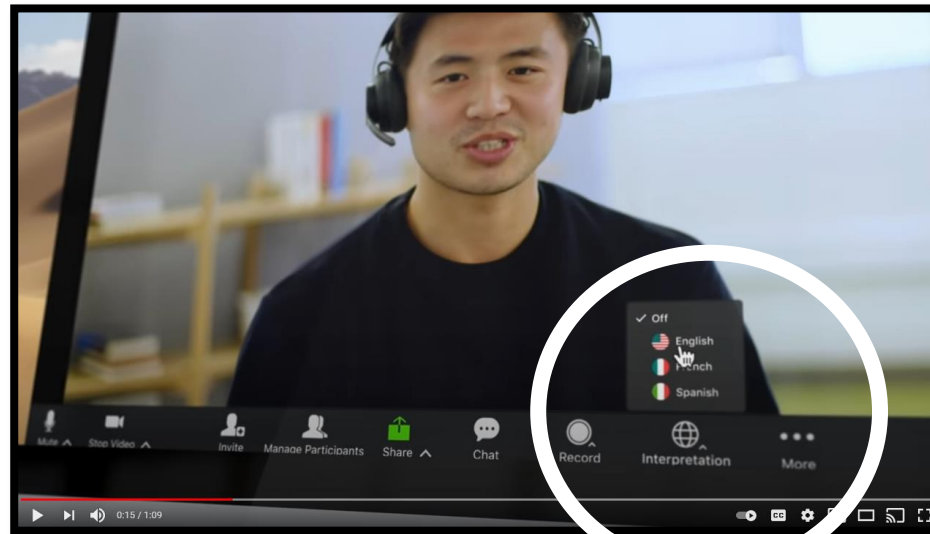 Off
English
French
Spanish
Mute
Stop Video
Invite
Manage Participants
Share
Chat
Record
Interpretation
More
0:15 / 1:09
CC